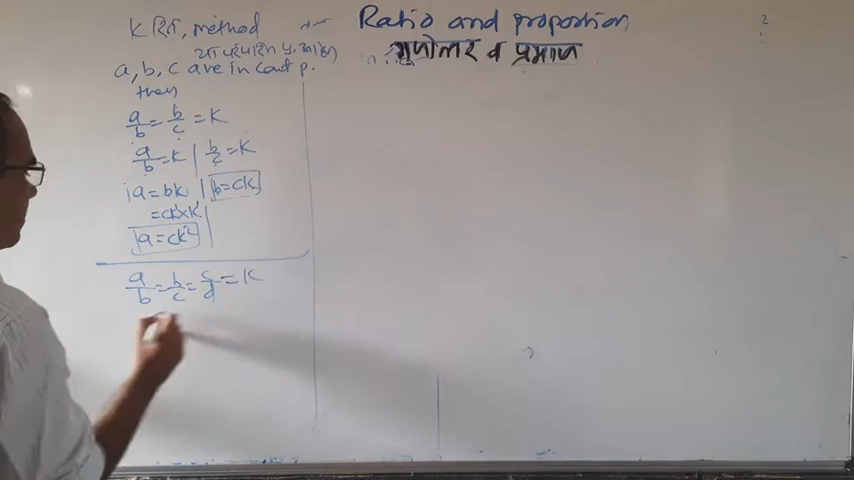 Ratio and proportion
गुणोत्तर व प्रमाण
K सि. method
a, b, c are in cont p.
then
a/b = b/c = K
a/b = K | b/c = K
a = bk | b = ck
= ck×k
a = ck²
a/b = b/c = c/d = K